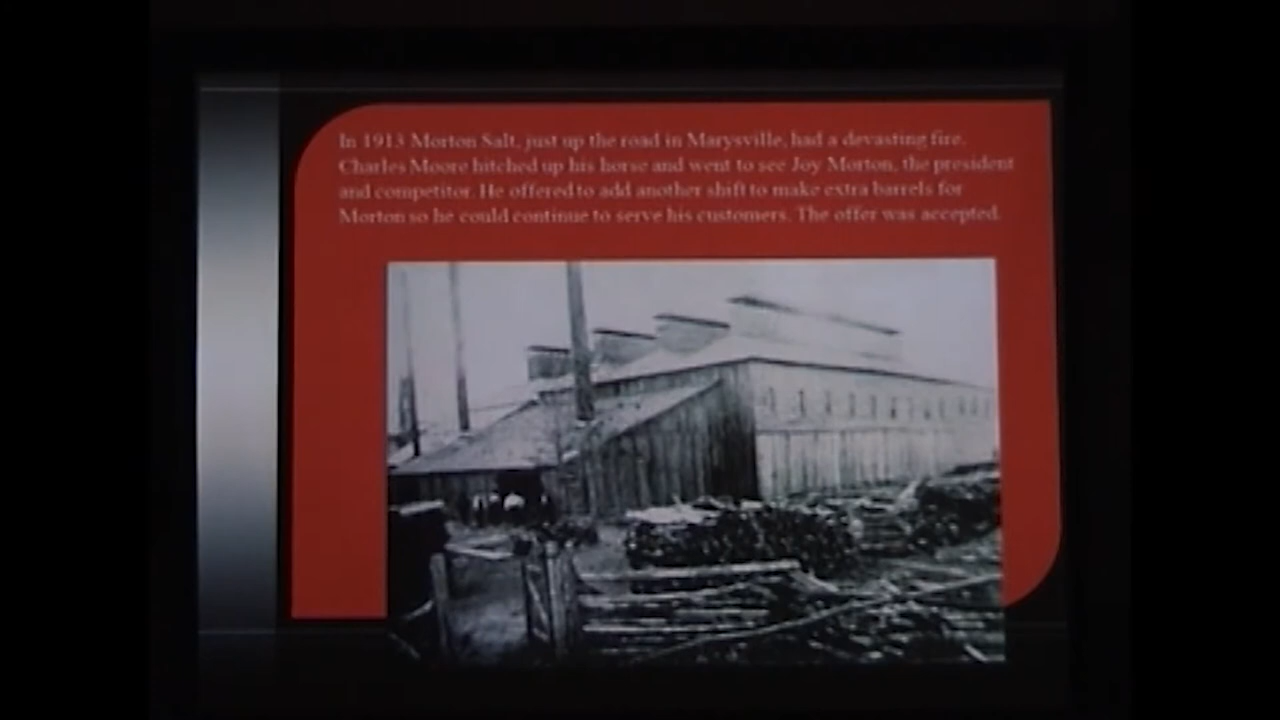 In 1913 Morton Salt, just up the road in Marysville, had a devasting fire.
Charles Moore hitched up his horse and went to see Joy Morton, the president
and competitor. He offered to add another shift to make extra barrels for
Morton so he could continue to serve his customers. The offer was accepted.